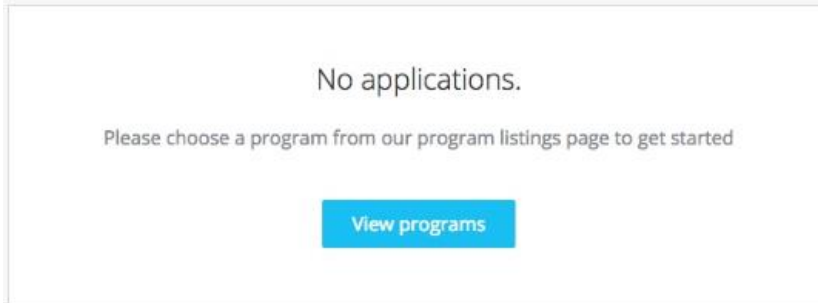 No applications.
Please choose a program from our program listings page to get started
View programs